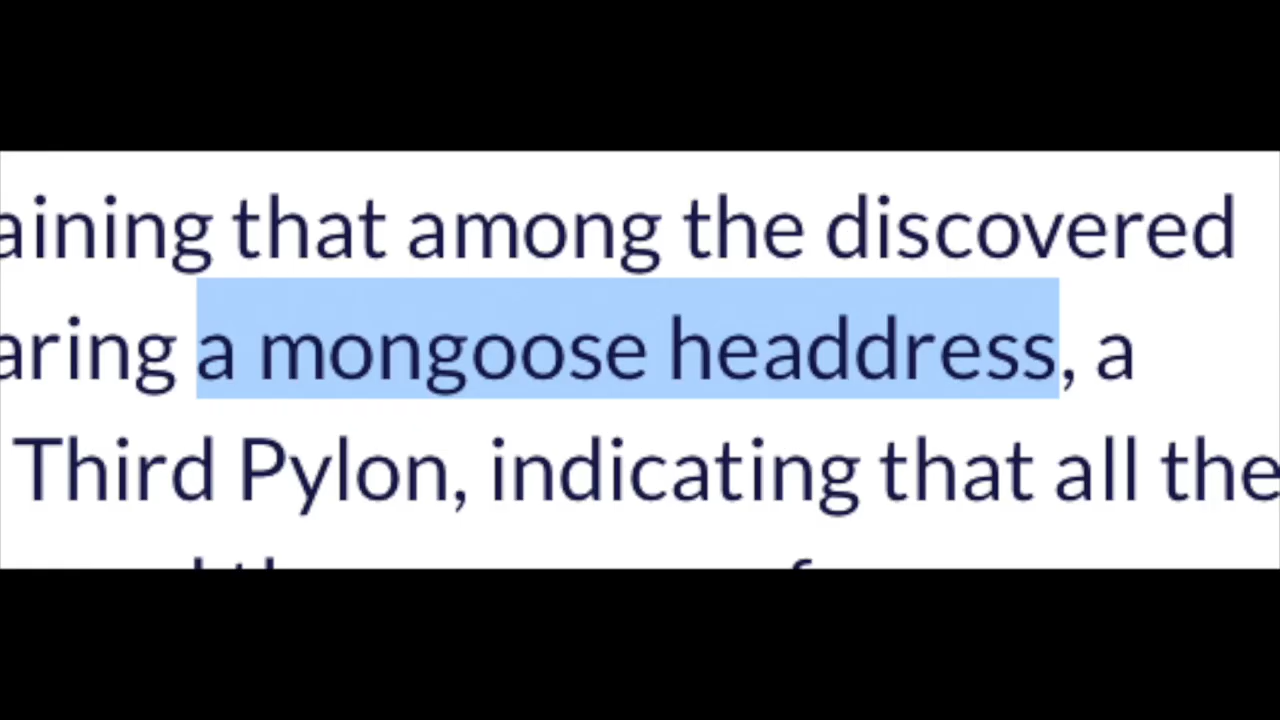 aining that among the discovered
aring a mongoose headdress, a
Third Pylon, indicating that all the